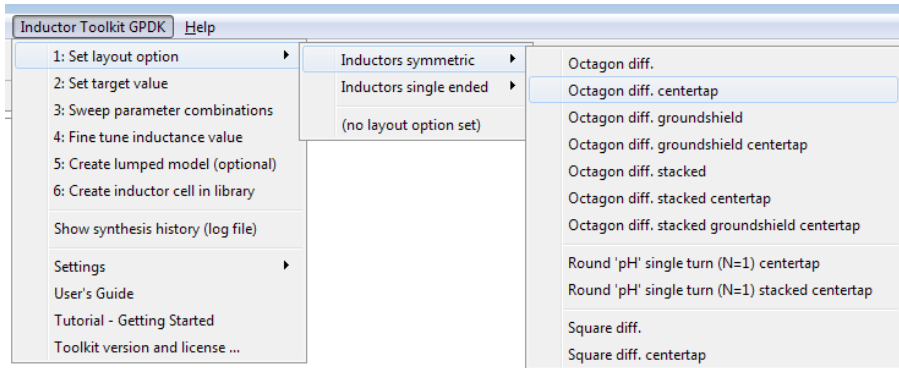 Inductor Toolkit GPDK Help
1: Set layout option
2: Set target value
3: Sweep parameter combinations
4: Fine tune inductance value
5: Create lumped model (optional)
6: Create inductor cell in library
Show synthesis history (log file)
Settings
User's Guide
Tutorial - Getting Started
Toolkit version and license ...
Inductors symmetric
Inductors single ended
(no layout option set)
Octagon diff.
Octagon diff. centertap
Octagon diff. groundshield
Octagon diff. groundshield centertap
Octagon diff. stacked
Octagon diff. stacked centertap
Octagon diff. stacked groundshield centertap
Round 'pH' single turn (N=1) centertap
Round 'pH' single turn (N=1) stacked centertap
Square diff.
Square diff. centertap